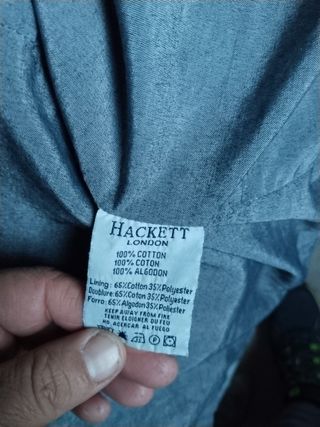 HACKETT
LONDON
100% COTTON
100% COTON
100% ALGODON
Lining: 65%Cotton 35%Polyester
Doublure: 65%Coton 35%Polyester
Forro: 65%Algodon 35%Poliester
KEEP AWAY FROM FIRE
TENIR ELOIGNER DU FEU
NO ACERCAR AL FUEGO